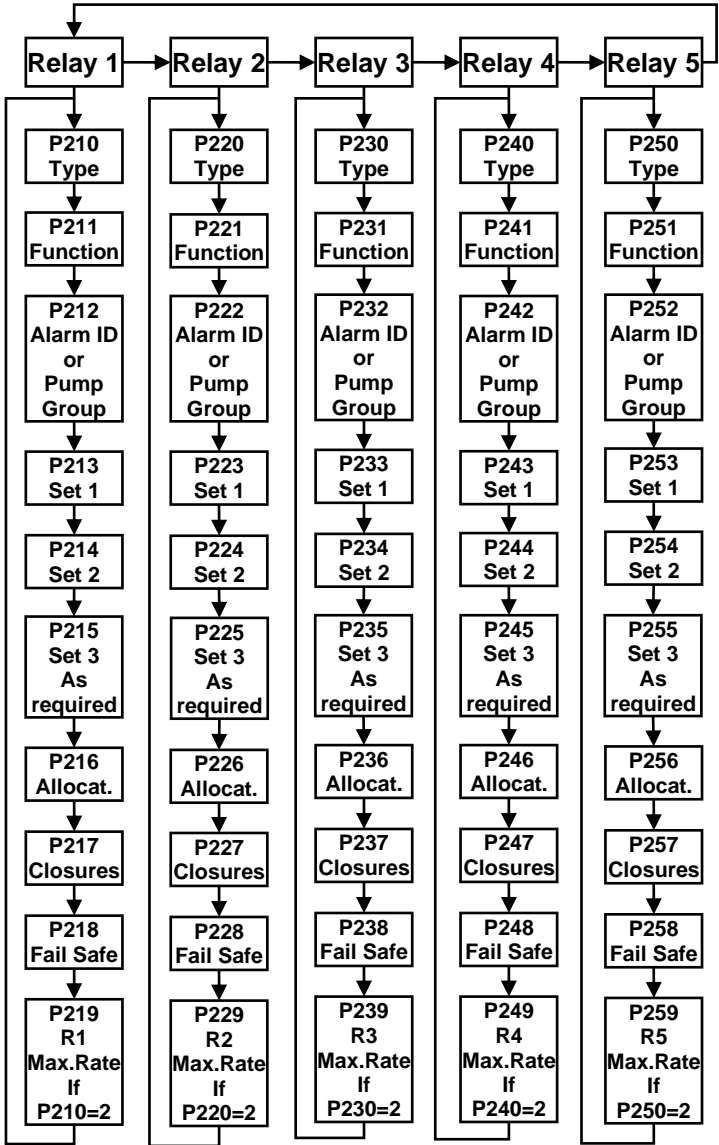 Relay 1
Relay 2
Relay 3
Relay 4
Relay 5
P210
Type
P211
Function
P212
Alarm ID
or
Pump
Group
P213
Set 1
P214
Set 2
P215
Set 3
As
required
P216
Allocat.
P217
Closures
P218
Fail Safe
P219
R1
Max.Rate
If
P210=2
P220
Type
P221
Function
P222
Alarm ID
or
Pump
Group
P223
Set 1
P224
Set 2
P225
Set 3
As
required
P226
Allocat.
P227
Closures
P228
Fail Safe
P229
R2
Max.Rate
If
P220=2
P230
Type
P231
Function
P232
Alarm ID
or
Pump
Group
P233
Set 1
P234
Set 2
P235
Set 3
As
required
P236
Allocat.
P237
Closures
P238
Fail Safe
P239
R3
Max.Rate
If
P230=2
P240
Type
P241
Function
P242
Alarm ID
or
Pump
Group
P243
Set 1
P244
Set 2
P245
Set 3
As
required
P246
Allocat.
P247
Closures
P248
Fail Safe
P249
R4
Max.Rate
If
P240=2
P250
Type
P251
Function
P252
Alarm ID
or
Pump
Group
P253
Set 1
P254
Set 2
P255
Set 3
As
required
P256
Allocat.
P257
Closures
P258
Fail Safe
P259
R5
Max.Rate
If
P250=2